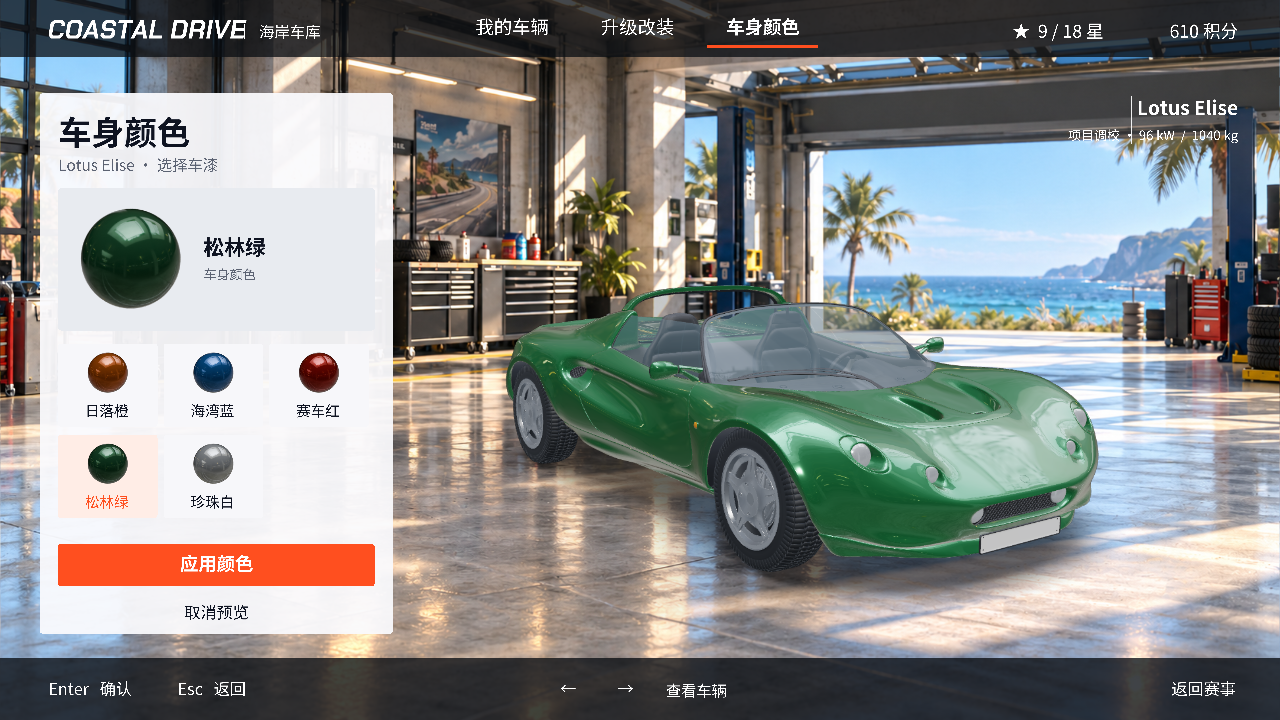 COASTAL DRIVE 海岸车库
我的车辆
升级改装
车身颜色
★ 9 / 18 星
610 积分
Lotus Elise
项目调校 · 96 kW / 1040 kg
车身颜色
Lotus Elise · 选择车漆
松林绿
车身颜色
日落橙
海湾蓝
赛车红
松林绿
珍珠白
应用颜色
取消预览
Enter 确认
Esc 返回
← → 查看车辆
返回赛事